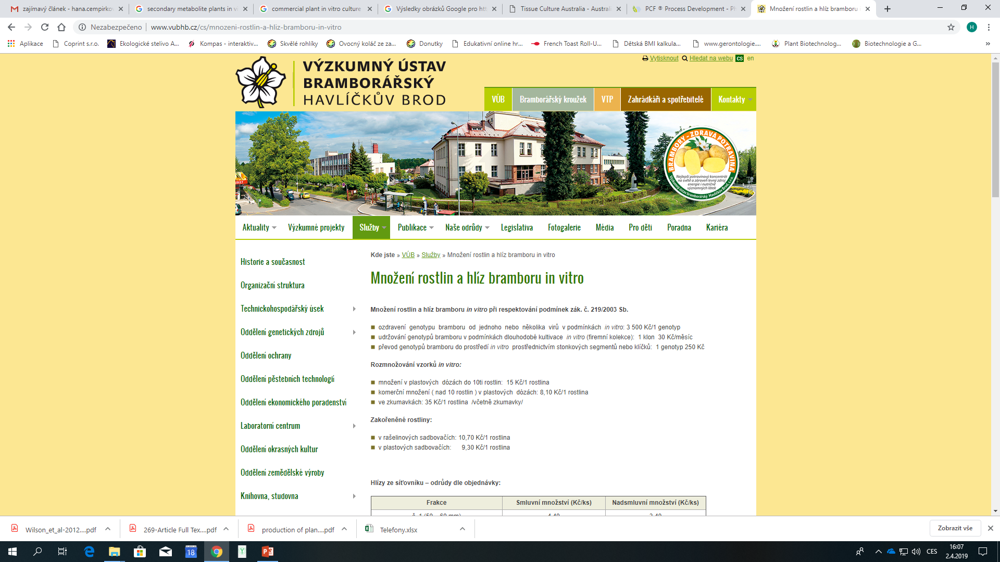 zajímavý článek - hana.cempirkov
secondary metabolite plants in vi
commercial plant in vitro culture
Výsledky obrázků Google pro htt
Tissue Culture Australia - Australi
PCF ® Process Development - Ph
Množení rostlin a hlíz bramboru
Nezabezpečeno
www.vubhb.cz/cs/mnozeni-rostlin-a-hliz-bramboru-in-vitro
H
Aplikace
Coprint s.r.o.
Ekologické stelivo A...
Kompas - interaktiv...
Skvělé rohlíky
Ovocný koláč ze za...
Donutky
Edukativní online hr...
French Toast Roll-U...
Dětská BMI kalkula...
www.gerontologie....
Plant Biotechnolog...
Biotechnologie a G...
»
Vytisknout
Hledat na webu
cs
en
VÝZKUMNÝ ÚSTAV
BRAMBORÁŘSKÝ
HAVLÍČKŮV BROD
VÚB
Bramborářský kroužek
VTP
Zahrádkáři a spotřebitelé
Kontakty
BRAMBORY - ZDRAVÁ POTRAVINA
Nejlepší potravinový koncentrát
na světě a zároveň levný zdroj
energie i nutričně
významných látek
Výzkumný ústav bramborářský Havlíčkův Brod, s.r.o.
Aktuality
Výzkumné projekty
Služby
Publikace
Naše odrůdy
Legislativa
Fotogalerie
Média
Pro děti
Poradna
Kariéra
Historie a současnost
Organizační struktura
Technickohospodářský úsek
Oddělení genetických zdrojů
Oddělení ochrany
Oddělení pěstebních technologií
Oddělení ekonomického poradenství
Laboratorní centrum
Oddělení okrasných kultur
Oddělení zemědělské výroby
Knihovna, studovna
Kde jste » VÚB » Služby » Množení rostlin a hlíz bramboru in vitro
Množení rostlin a hlíz bramboru in vitro
Množení rostlin a hlíz bramboru in vitro při respektování podmínek zák. č. 219/2003 Sb.
ozdravení genotypu bramboru od jednoho nebo několika virů v podmínkách in vitro: 3 500 Kč/1 genotyp
udržování genotypů bramboru v podmínkách dlouhodobé kultivace in vitro (firemní kolekce): 1 klon 30 Kč/měsíc
převod genotypů bramboru do prostředí in vitro prostřednictvím stonkových segmentů nebo klíčků: 1 genotyp 250 Kč
Rozmnožování vzorků in vitro:
množení v plastových dózách do 10ti rostlin: 15 Kč/1 rostlina
komerční množení ( nad 10 rostlin ) v plastových dózách: 8,10 Kč/1 rostlina
ve zkumavkách: 35 Kč/1 rostlina /včetně zkumavky/
Zakořeněné rostliny:
v rašelinových sadbovačích: 10,70 Kč/1 rostlina
v plastových sadbovačích: 9,30 Kč/1 rostlina
Hlízy ze síťovníku – odrůdy dle objednávky:
Frakce
Smluvní množství (Kč/ks)
Nadsmluvní množství (Kč/ks)
č. 1 (50 – 60 mm)
4,40
3,40
Wilson_et_al-2012....pdf
269-Article Full Tex....pdf
production of plan....pdf
Telefony.xlsx
Zobrazit vše
18
CES
16:07
2.4.2019